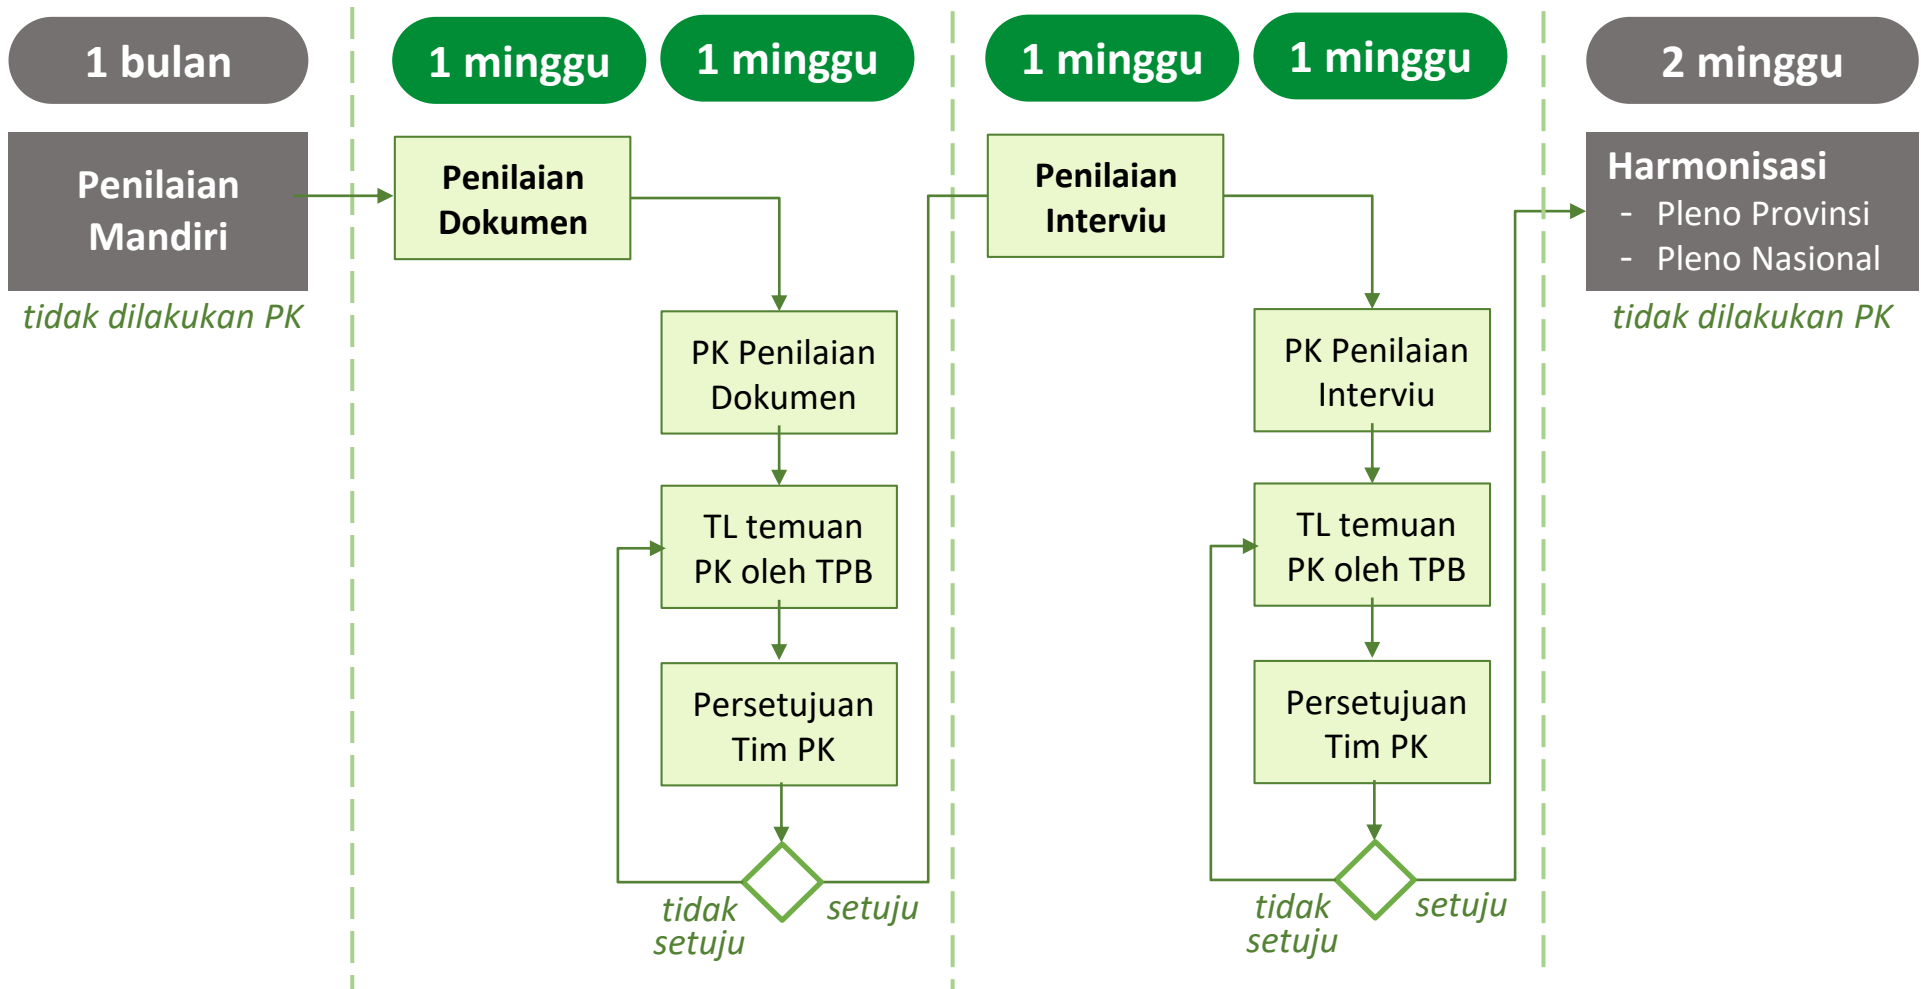 1 bulan
1 minggu
1 minggu
1 minggu
1 minggu
2 minggu
Penilaian
Mandiri
tidak dilakukan PK
Penilaian
Dokumen
PK Penilaian
Dokumen
TL temuan
PK oleh TPB
Persetujuan
Tim PK
tidak
setuju
setuju
Penilaian
Interviu
PK Penilaian
Interviu
TL temuan
PK oleh TPB
Persetujuan
Tim PK
tidak
setuju
setuju
Harmonisasi
- Pleno Provinsi
- Pleno Nasional
tidak dilakukan PK